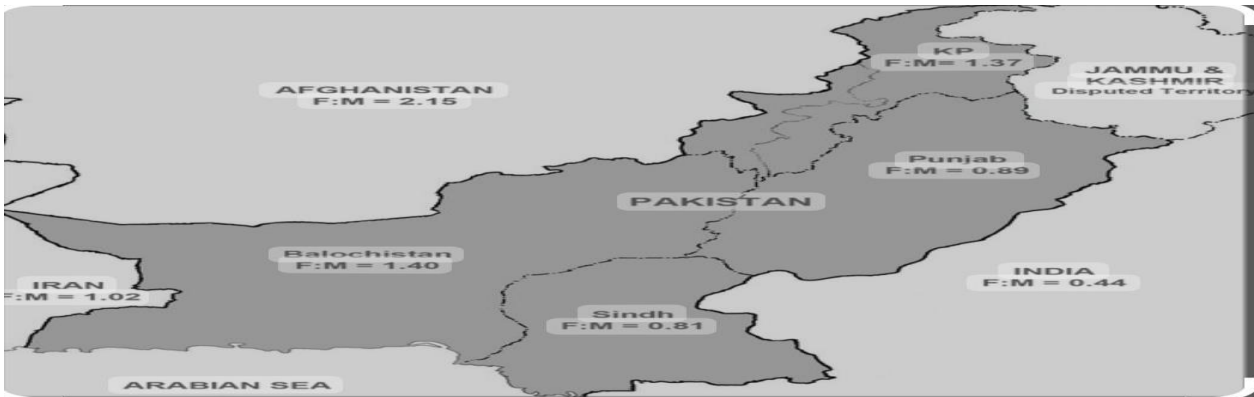 KP
F:M= 1.37
AFGHANISTAN
F:M = 2.15
JAMMU &
KASHMIR
Disputed Territory
Punjab
F:M = 0.89
PAKISTAN
Balochistan
F:M = 1.40
IRAN
F:M = 1.02
INDIA
F:M = 0.44
Sindh
F:M = 0.81
ARABIAN SEA